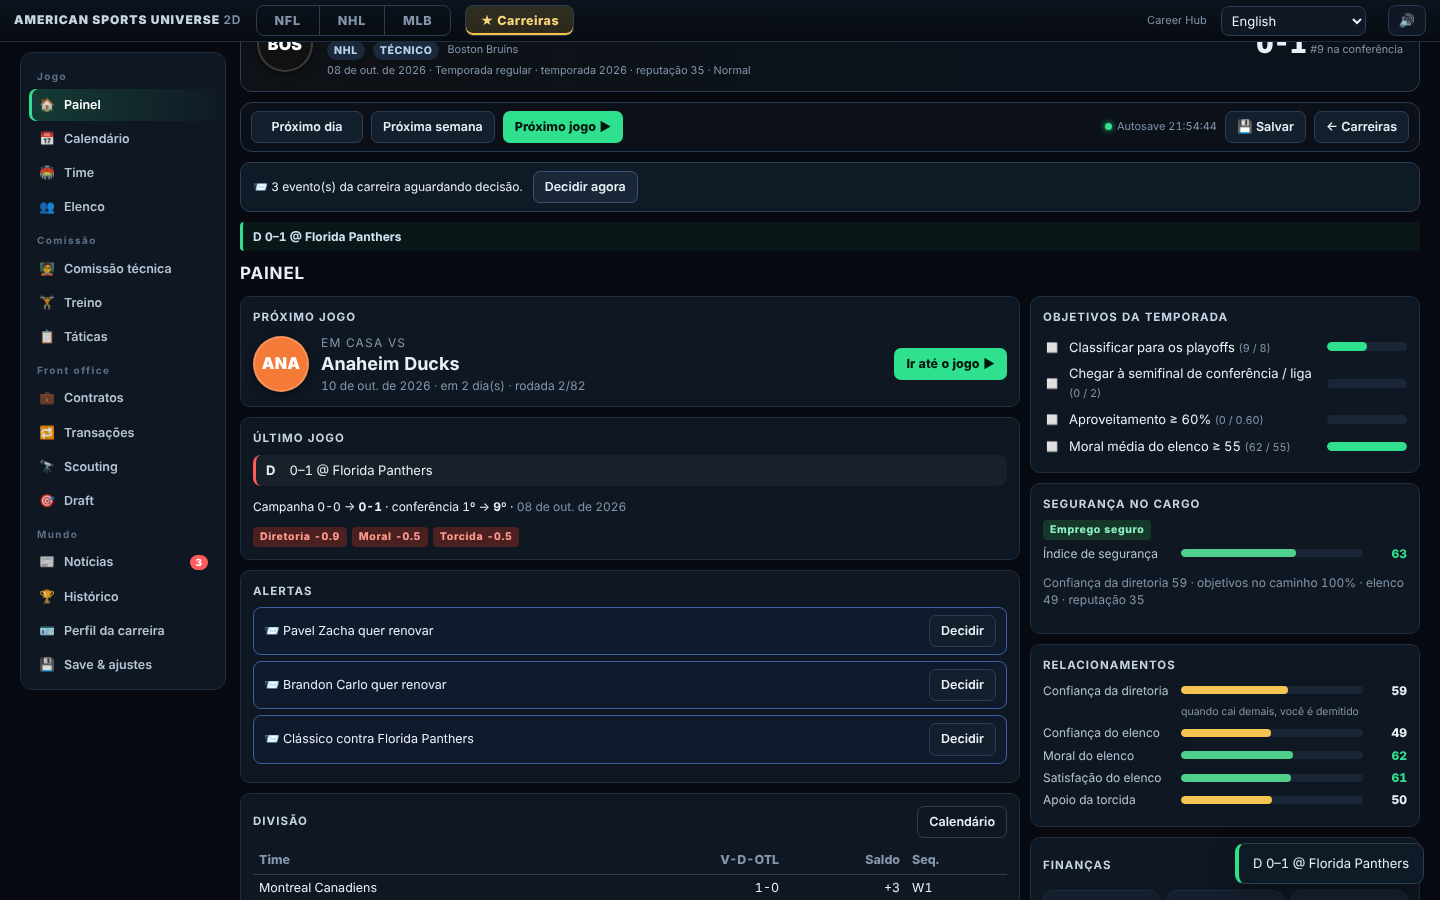 AMERICAN SPORTS UNIVERSE 2D
NFL
NHL
MLB
★ Carreiras
Career Hub
English
Jogo
Painel
Calendário
Time
Elenco
Comissão
Comissão técnica
Treino
Táticas
Front office
Contratos
Transações
Scouting
Draft
Mundo
Notícias 3
Histórico
Perfil da carreira
Save & ajustes
BOS
NHL TÉCNICO Boston Bruins
08 de out. de 2026 · Temporada regular · temporada 2026 · reputação 35 · Normal
0-1 #9 na conferência
Próximo dia
Próxima semana
Próximo jogo ▶
Autosave 21:54:44
Salvar
← Carreiras
3 evento(s) da carreira aguardando decisão.
Decidir agora
D 0–1 @ Florida Panthers
PAINEL
PRÓXIMO JOGO
ANA
EM CASA VS
Anaheim Ducks
10 de out. de 2026 · em 2 dia(s) · rodada 2/82
Ir até o jogo ▶
ÚLTIMO JOGO
D 0–1 @ Florida Panthers
Campanha 0-0 → 0-1 · conferência 1º → 9º · 08 de out. de 2026
Diretoria -0.9
Moral -0.5
Torcida -0.5
ALERTAS
Pavel Zacha quer renovar
Decidir
Brandon Carlo quer renovar
Decidir
Clássico contra Florida Panthers
Decidir
DIVISÃO
Calendário
Time V-D-OTL Saldo Seq.
Montreal Canadiens 1-0 +3 W1
OBJETIVOS DA TEMPORADA
Classificar para os playoffs (9 / 8)
Chegar à semifinal de conferência / liga
(0 / 2)
Aproveitamento ≥ 60% (0 / 0.60)
Moral média do elenco ≥ 55 (62 / 55)
SEGURANÇA NO CARGO
Emprego seguro
Índice de segurança 63
Confiança da diretoria 59 · objetivos no caminho 100% · elenco
49 · reputação 35
RELACIONAMENTOS
Confiança da diretoria 59
quando cai demais, você é demitido
Confiança do elenco 49
Moral do elenco 62
Satisfação do elenco 61
Apoio da torcida 50
FINANÇAS
D 0–1 @ Florida Panthers